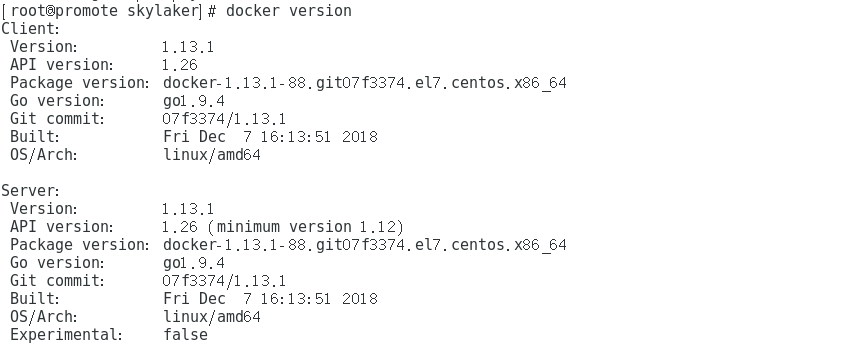 [root@promote skylaker]# docker version
Client:
 Version:         1.13.1
 API version:     1.26
 Package version: docker-1.13.1-88.git07f3374.el7.centos.x86_64
 Go version:      go1.9.4
 Git commit:      07f3374/1.13.1
 Built:           Fri Dec  7 16:13:51 2018
 OS/Arch:         linux/amd64

Server:
 Version:         1.13.1
 API version:     1.26 (minimum version 1.12)
 Package version: docker-1.13.1-88.git07f3374.el7.centos.x86_64
 Go version:      go1.9.4
 Git commit:      07f3374/1.13.1
 Built:           Fri Dec  7 16:13:51 2018
 OS/Arch:         linux/amd64
 Experimental:    false